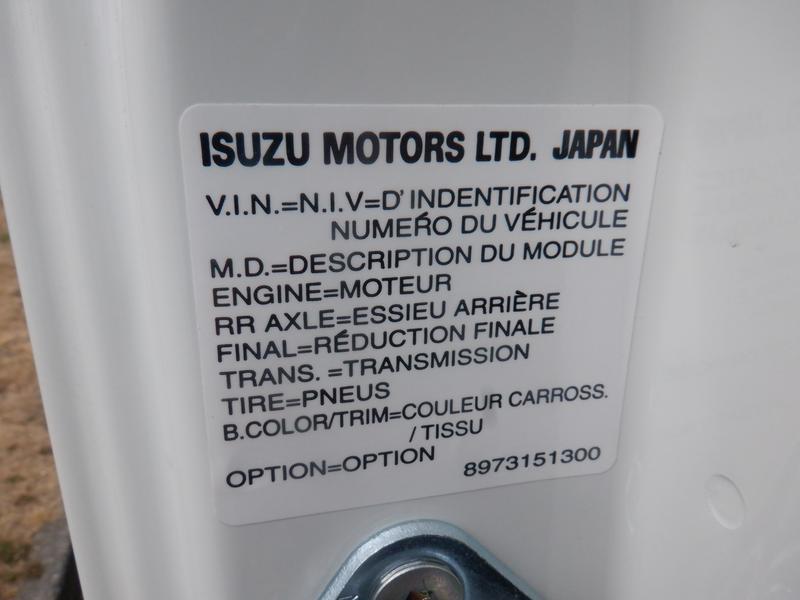 ISUZU MOTORS LTD. JAPAN
V.I.N.=N.I.V=D'INDENTIFICATION
NUMEŔO DU VÉHICULE
M.D.=DESCRIPTION DU MODULE
ENGINE=MOTEUR
RR AXLE=ESSIEU ARRIÈRE
FINAL=RÉDUCTION FINALE
TRANS. =TRANSMISSION
TIRE=PNEUS
B.COLOR/TRIM=COULEUR CARROSS.
/TISSU
OPTION=OPTION 8973151300